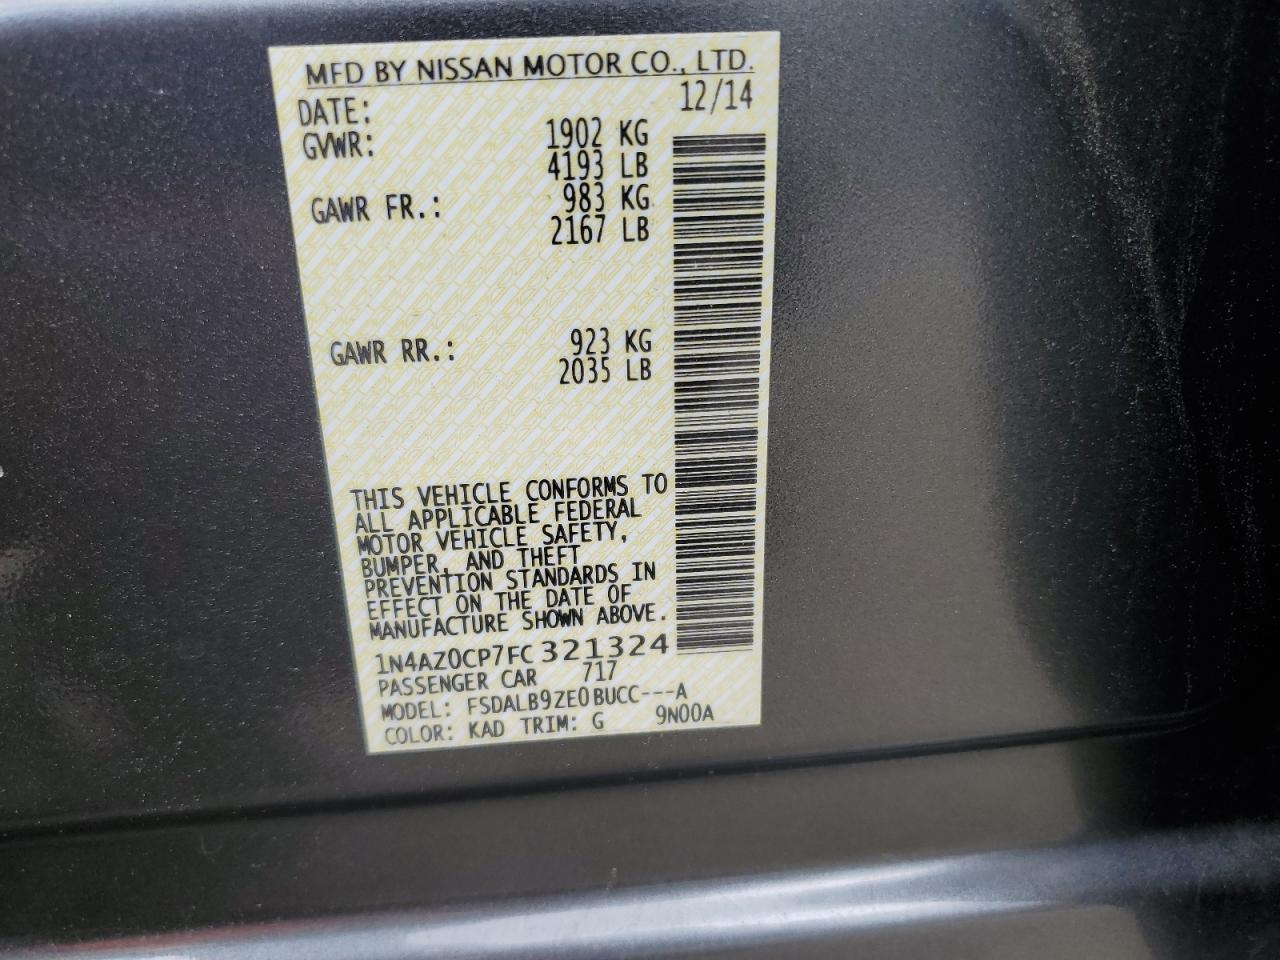 MFD BY NISSAN MOTOR CO., LTD.
DATE: 12/14
GVWR: 1902 KG
4193 LB
GAWR FR.: 983 KG
2167 LB
GAWR RR.: 923 KG
2035 LB
THIS VEHICLE CONFORMS TO
ALL APPLICABLE FEDERAL
MOTOR VEHICLE SAFETY,
BUMPER, AND THEFT
PREVENTION STANDARDS IN
EFFECT ON THE DATE OF
MANUFACTURE SHOWN ABOVE.
1N4AZ0CP7FC321324
PASSENGER CAR 717
MODEL: FSDALB9ZE0BUCC---A
COLOR: KAD TRIM: G 9N00A